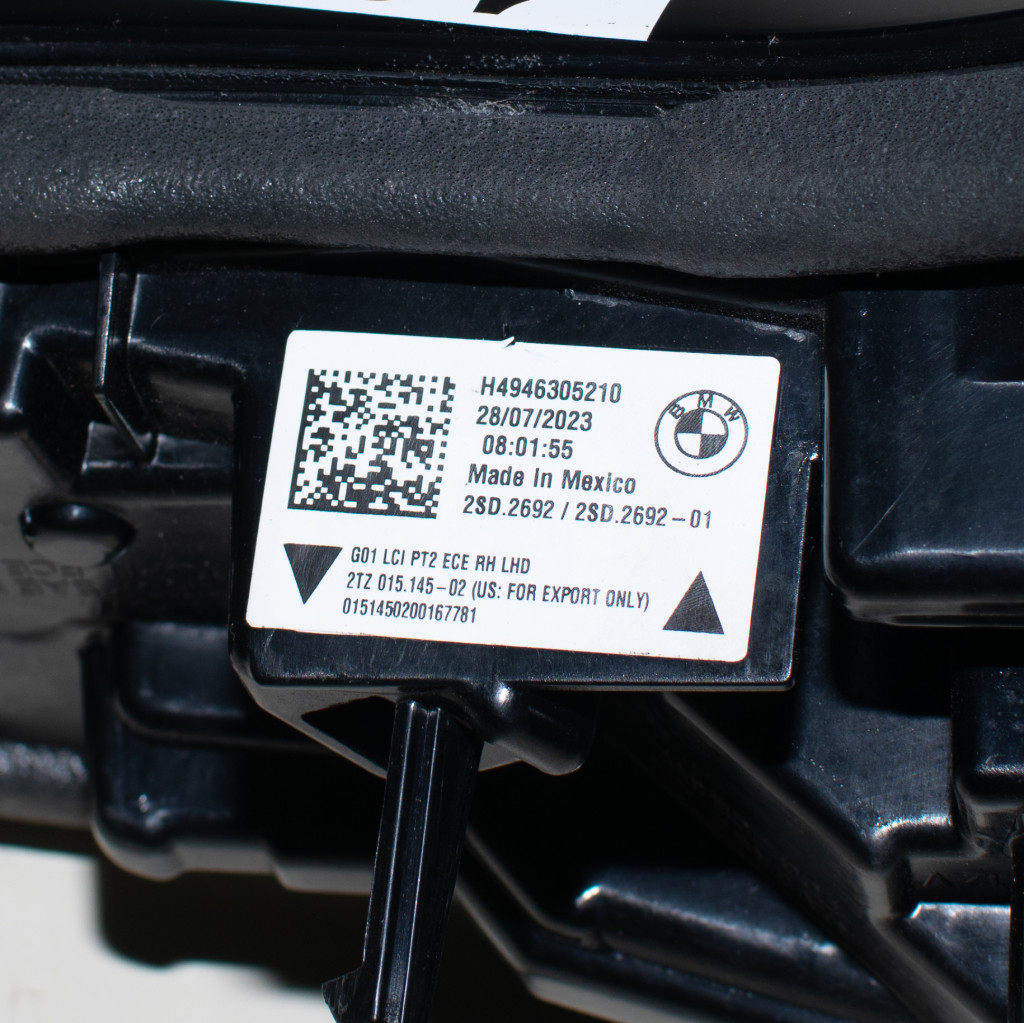 H4946305210
28/07/2023
08:01:55
Made In Mexico
2SD.2692 / 2SD.2692-01
BMW
G01 LCI PT2 ECE RH LHD
2TZ 015.145-02 (US: FOR EXPORT ONLY)
0151450200167781